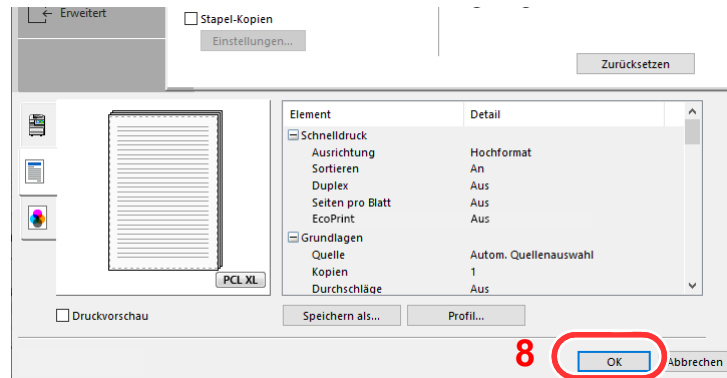 Erweitert
Stapel-Kopien
Einstellungen...
Zurücksetzen
Element Detail
Schnelldruck
Ausrichtung Hochformat
Sortieren An
Duplex Aus
Seiten pro Blatt Aus
EcoPrint Aus
Grundlagen
Quelle Autom. Quellenauswahl
Kopien 1
Durchschläge Aus
PCL XL
Druckvorschau
Speichern als... Profil...
8 OK Abbrechen